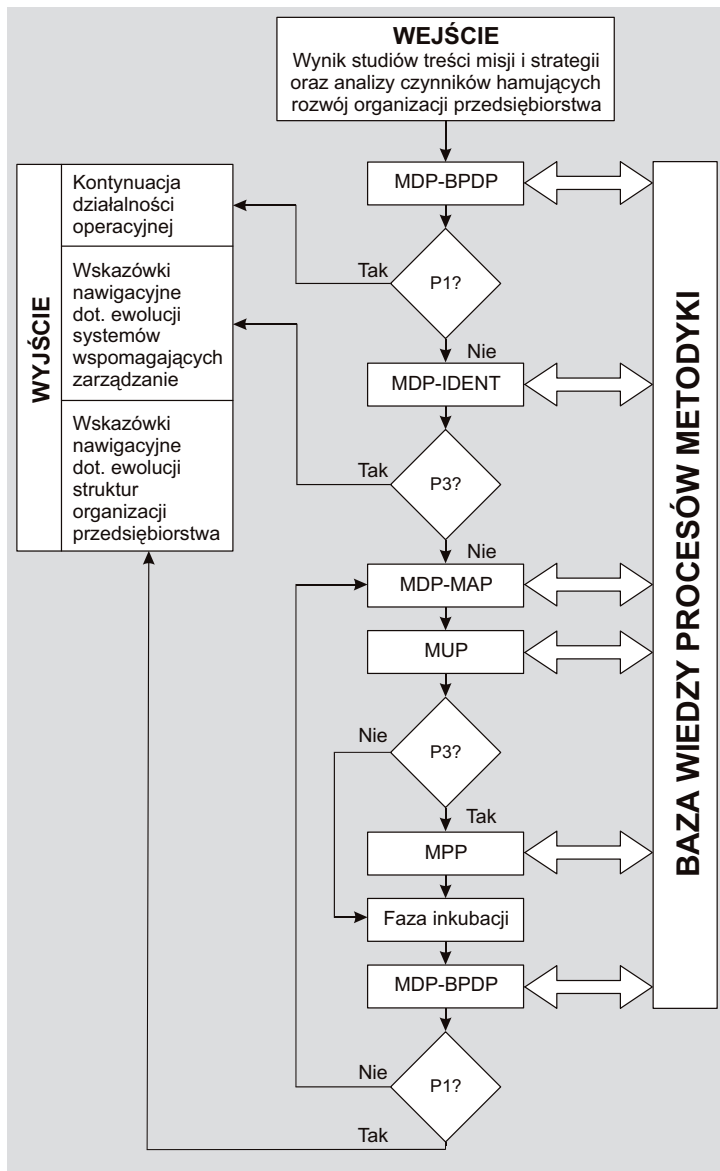 WEJŚCIE
Wynik studiów treści misji i strategii
oraz analizy czynników hamujących
rozwój organizacji przedsiębiorstwa
MDP-BPDP
P1?
Tak
Nie
MDP-IDENT
P3?
Tak
Nie
MDP-MAP
MUP
P3?
Nie
Tak
MPP
Faza inkubacji
MDP-BPDP
P1?
Nie
Tak
WYJŚCIE
Kontynuacja
działalności
operacyjnej
Wskazówki
nawigacyjne
dot. ewolucji
systemów
wspomagających
zarządzanie
Wskazówki
nawigacyjne
dot. ewolucji
struktur
organizacji
przedsiębiorstwa
BAZA WIEDZY PROCESÓW METODYKI